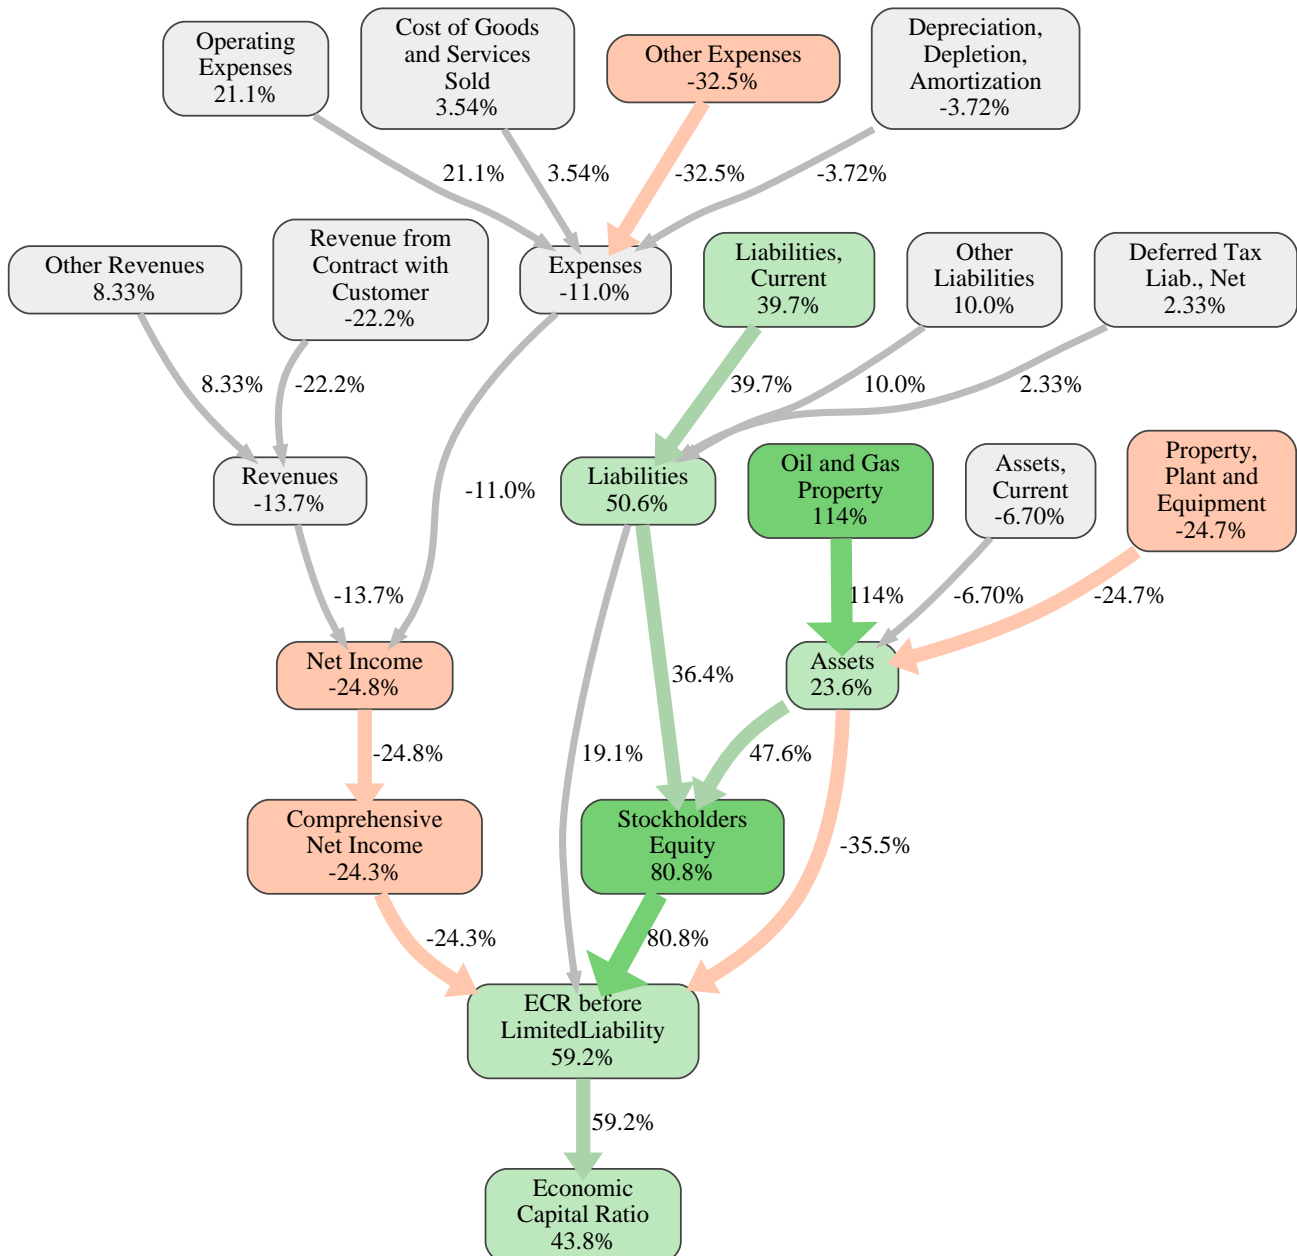 Operating
Expenses
21.1%
Cost of Goods
and Services
Sold
3.54%
Other Expenses
-32.5%
Depreciation,
Depletion,
Amortization
-3.72%
21.1%
3.54%
-32.5%
-3.72%
Other Revenues
8.33%
Revenue from
Contract with
Customer
-22.2%
Expenses
-11.0%
Liabilities,
Current
39.7%
Other
Liabilities
10.0%
Deferred Tax
Liab., Net
2.33%
8.33%
-22.2%
39.7%
10.0%
2.33%
Revenues
-13.7%
-11.0%
Liabilities
50.6%
Oil and Gas
Property
114%
Assets,
Current
-6.70%
Property,
Plant and
Equipment
-24.7%
-13.7%
114%
-6.70%
-24.7%
Net Income
-24.8%
36.4%
Assets
23.6%
-24.8%
19.1%
47.6%
Comprehensive
Net Income
-24.3%
Stockholders
Equity
80.8%
-35.5%
-24.3%
80.8%
ECR before
LimitedLiability
59.2%
59.2%
Economic
Capital Ratio
43.8%